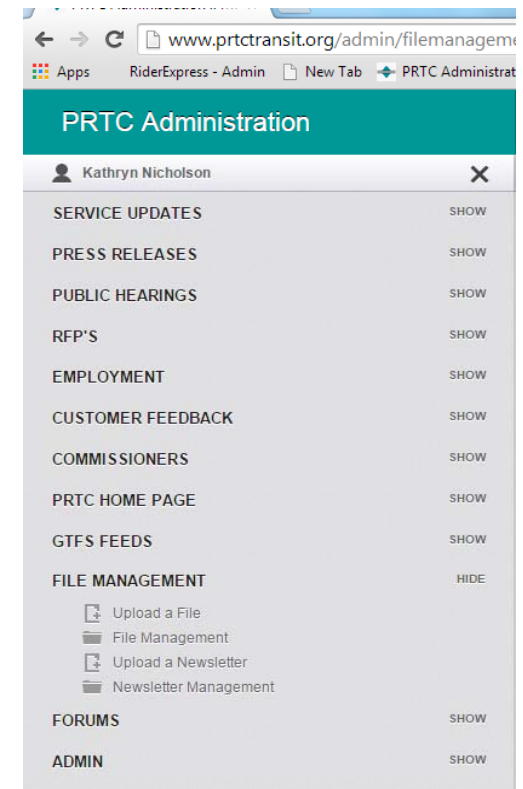 www.prtctransit.org/admin/filemanageme
Apps RiderExpress - Admin New Tab PRTC Administrat
PRTC Administration
Kathryn Nicholson
SERVICE UPDATES SHOW
PRESS RELEASES SHOW
PUBLIC HEARINGS SHOW
RFP'S SHOW
EMPLOYMENT SHOW
CUSTOMER FEEDBACK SHOW
COMMISSIONERS SHOW
PRTC HOME PAGE SHOW
GTFS FEEDS SHOW
FILE MANAGEMENT HIDE
Upload a File
File Management
Upload a Newsletter
Newsletter Management
FORUMS SHOW
ADMIN SHOW